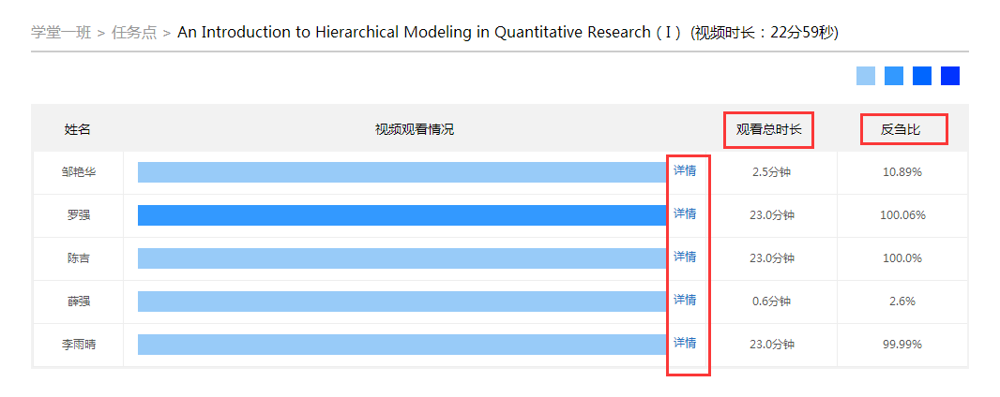 学堂一班 > 任务点 > An Introduction to Hierarchical Modeling in Quantitative Research（I） (视频时长：22分59秒)
姓名 视频观看情况 观看总时长 反刍比
邹艳华 详情 2.5分钟 10.89%
罗强 详情 23.0分钟 100.06%
陈吉 详情 23.0分钟 100.0%
薛强 详情 0.6分钟 2.6%
李雨晴 详情 23.0分钟 99.99%